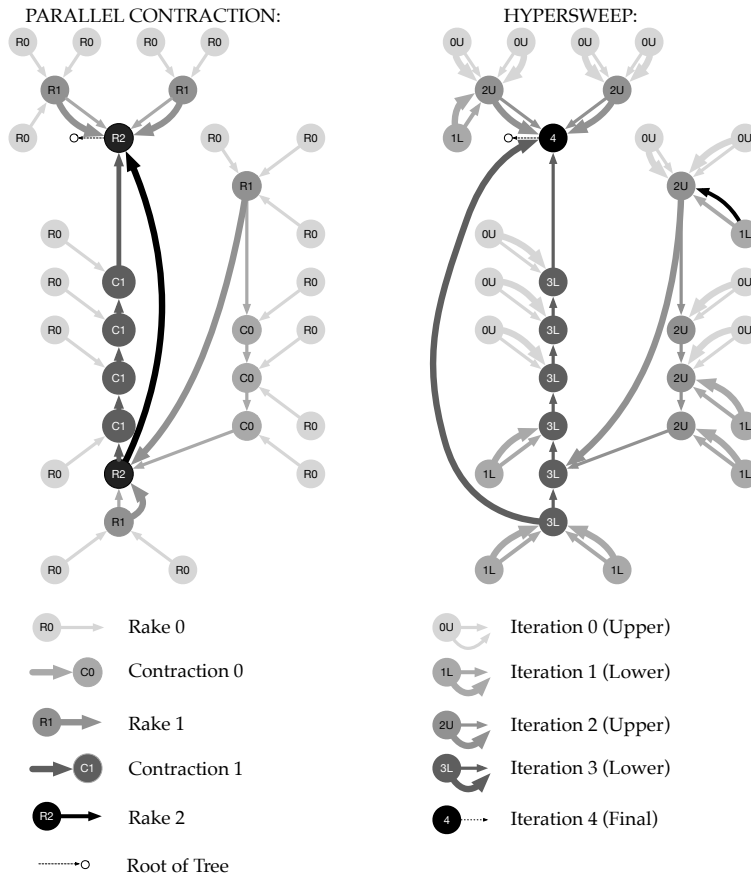 PARALLEL CONTRACTION:
HYPERSWEEP:
R0 R0 R0 R0
0U 0U 0U 0U
R1 R1
2U 2U
R0 R2 R0 R0
1L 4 0U 0U
R1
2U
R0 R0
0U 1L
R0 C1
0U 3L
R0 C1 C0 R0
0U 3L 2U 0U
C1 C0
3L 2U
C1 C0 R0
3L 2U 1L
R0 R2 R0
1L 3L 1L
R1
3L
R0 R0
1L 1L
R0 Rake 0
C0 Contraction 0
R1 Rake 1
C1 Contraction 1
R2 Rake 2
Root of Tree
0U Iteration 0 (Upper)
1L Iteration 1 (Lower)
2U Iteration 2 (Upper)
3L Iteration 3 (Lower)
4 Iteration 4 (Final)